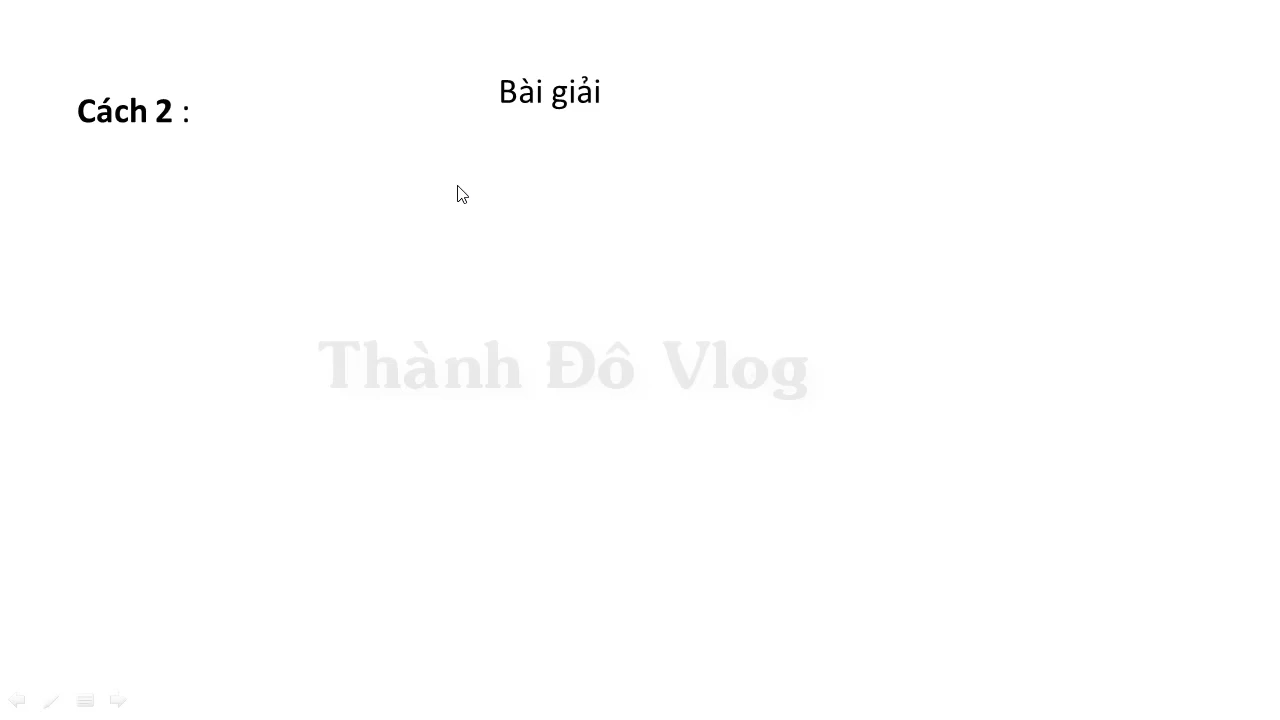 Bài giải
Cách 2 :
Thành Đô Vlog